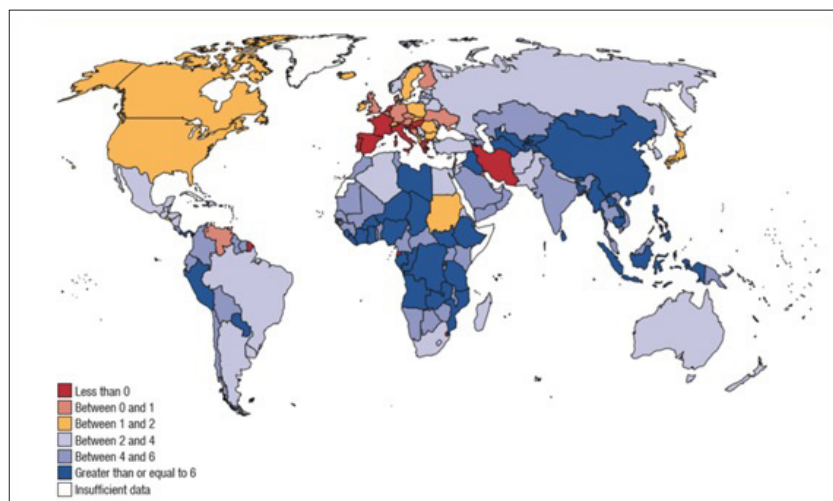 Less than 0
Between 0 and 1
Between 1 and 2
Between 2 and 4
Between 4 and 6
Greater than or equal to 6
Insufficient data